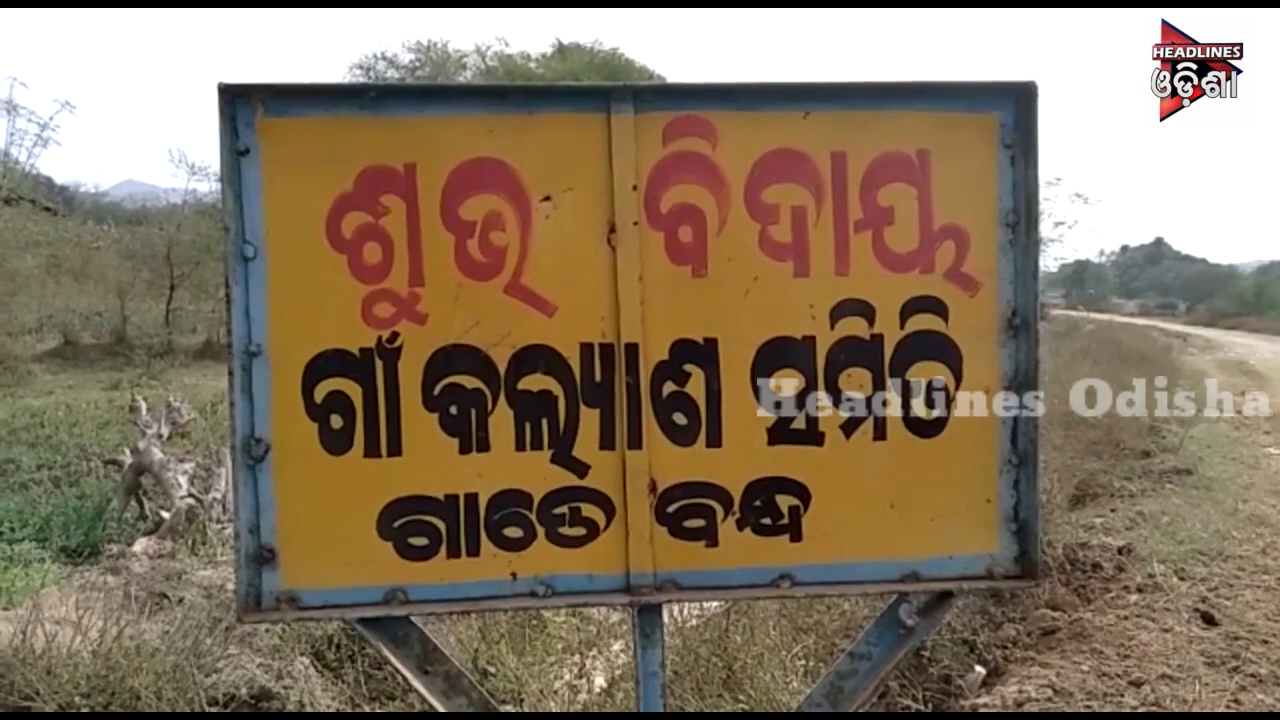 HEADLINES
ଓଡ଼ିଶା
ଶୁଭ ବିଦାୟ
ଗାଁ କଲ୍ୟାଣ ସମିତି
Headlines Odisha
ଗାଡେ ବନ୍ଧ